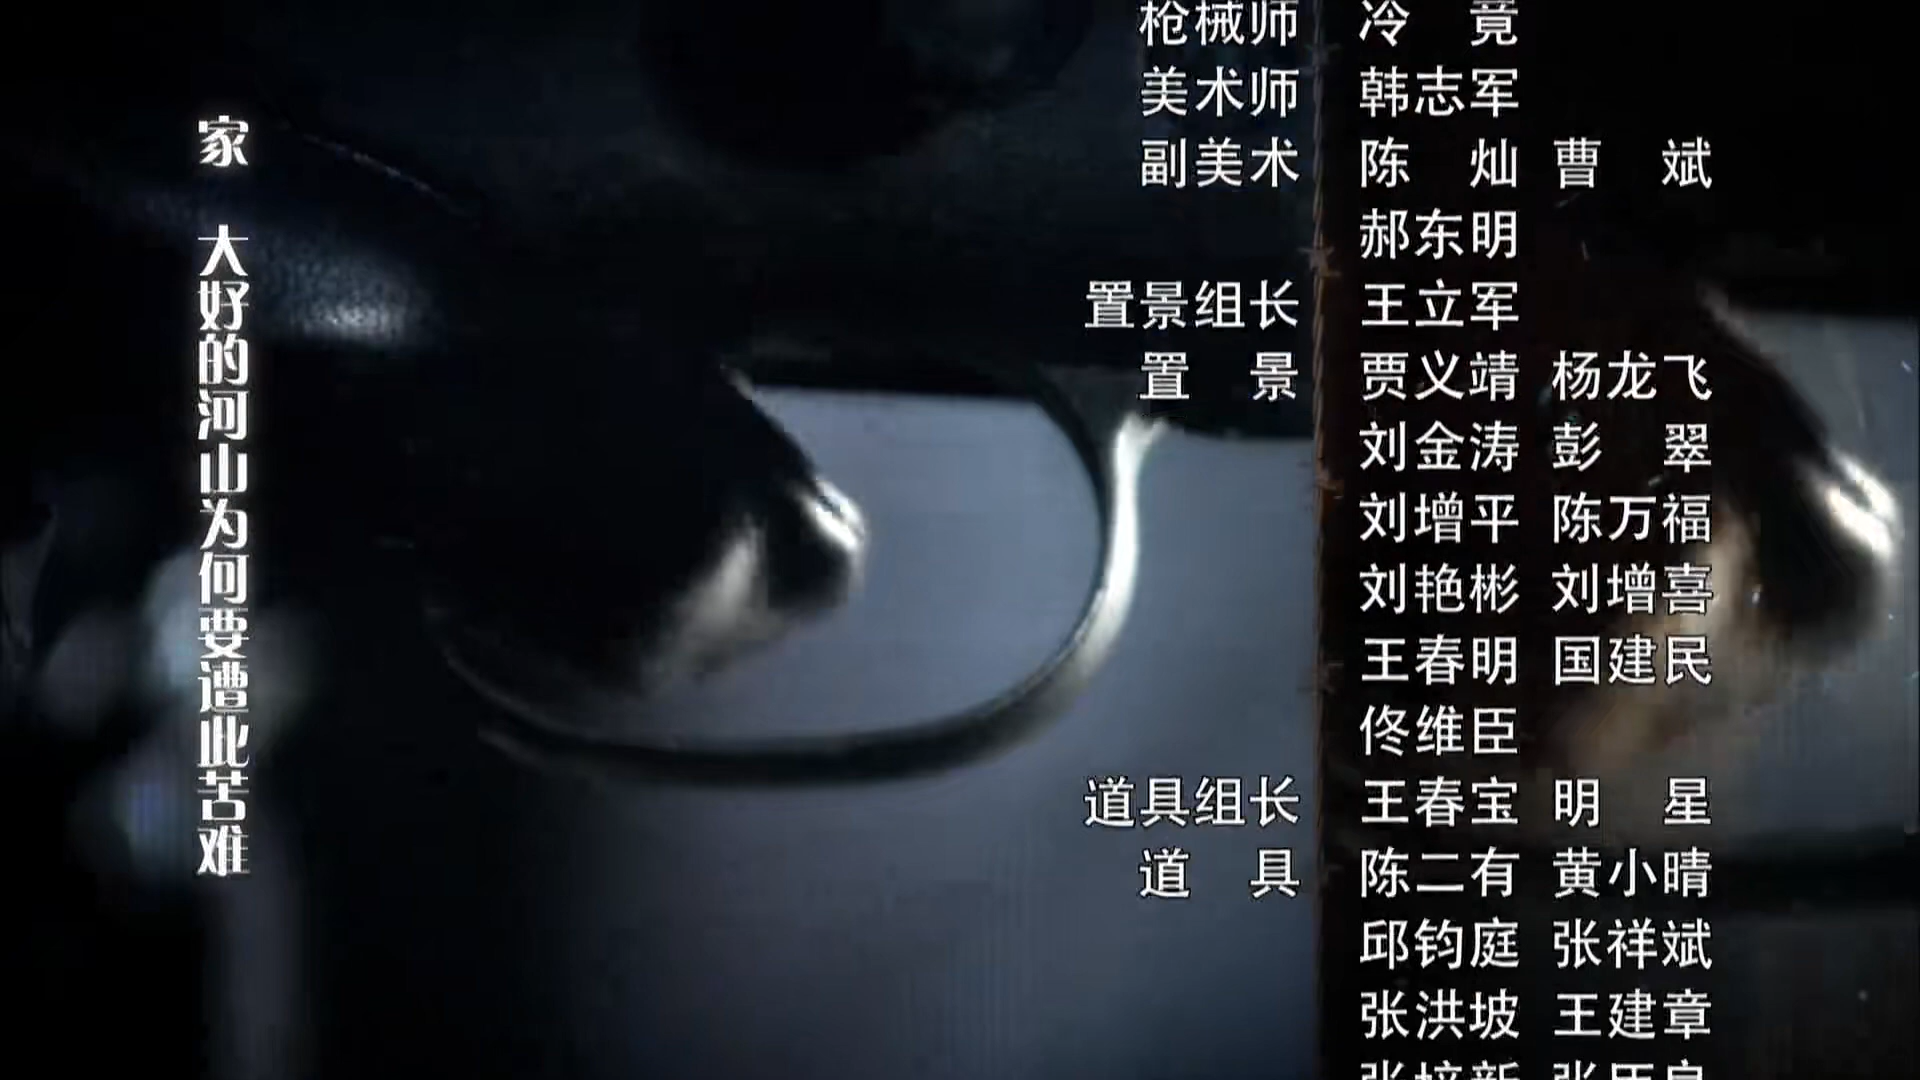 家 大好的河山为何要遭此苦难
枪械师 冷竟
美术师 韩志军
副美术 陈灿 曹斌
郝东明
置景组长 王立军
置景 贾义靖 杨龙飞
刘金涛 彭翠
刘增平 陈万福
刘艳彬 刘增喜
王春明 国建民
佟维臣
道具组长 王春宝 明星
道具 陈二有 黄小晴
邱钧庭 张祥斌
张洪坡 王建章